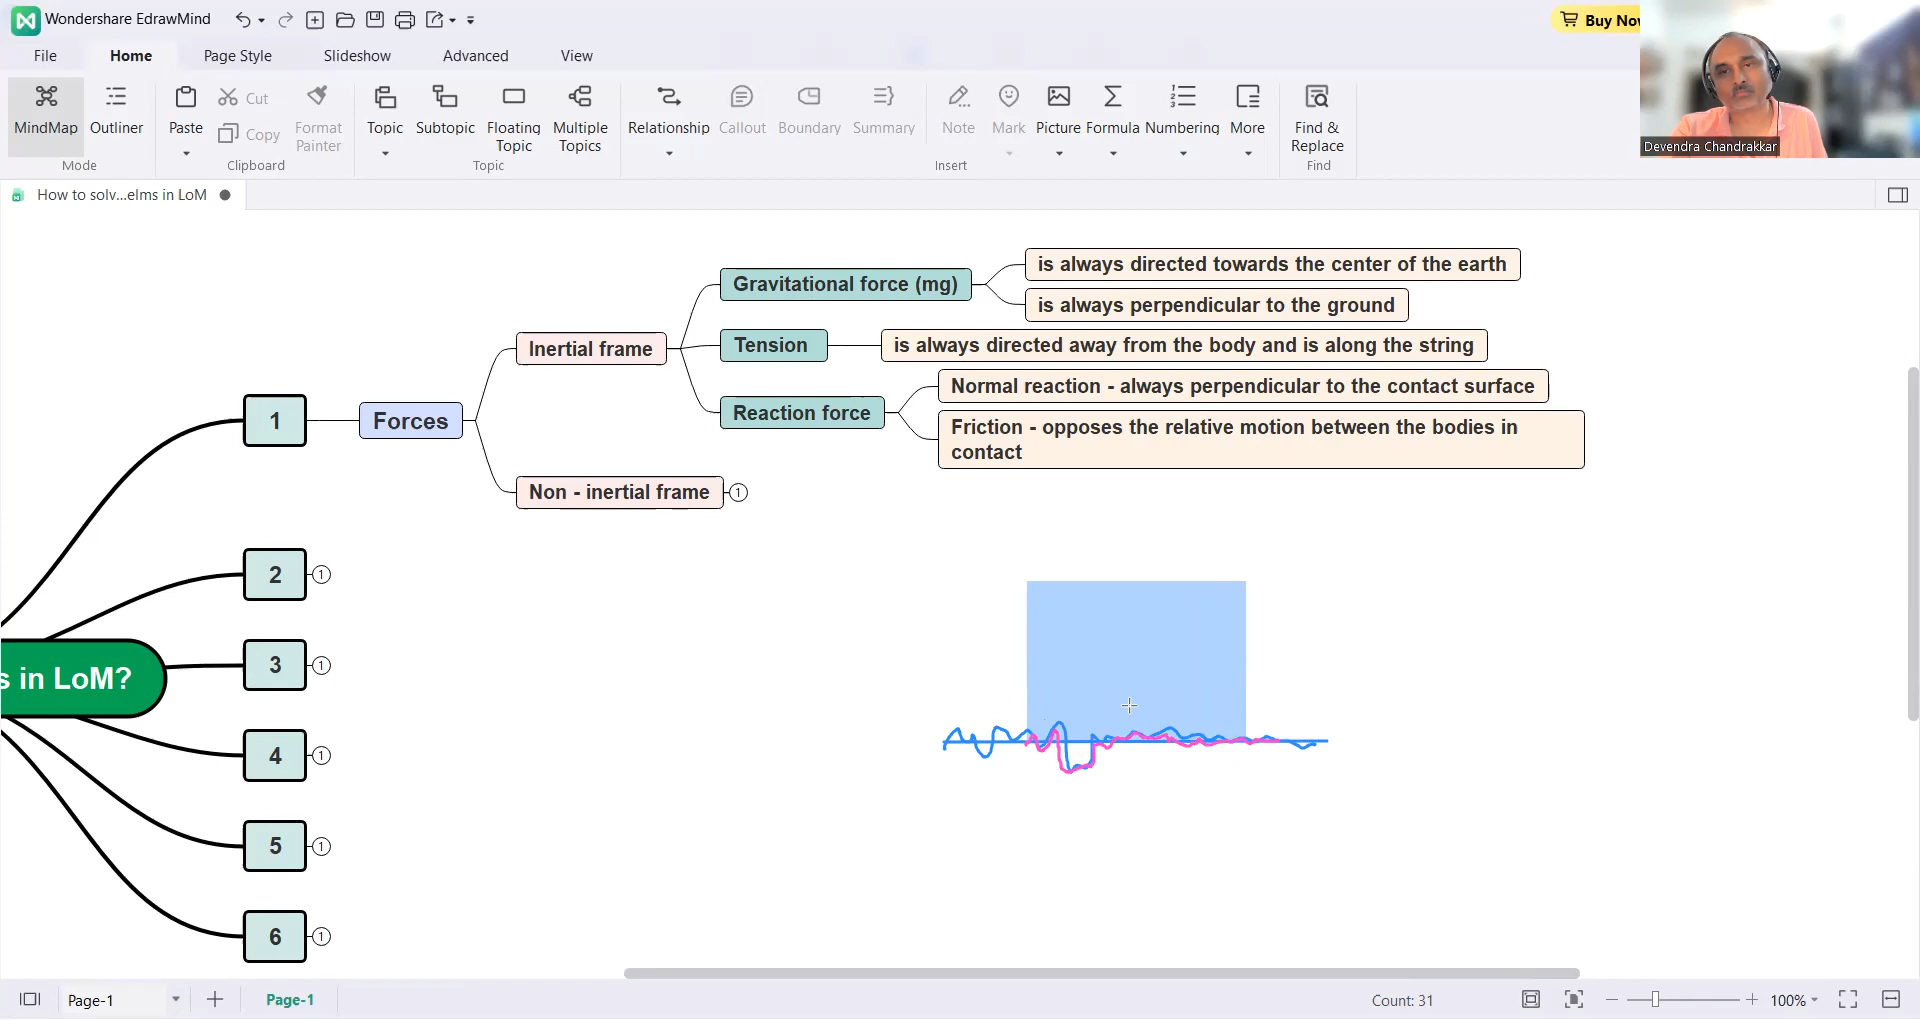 Wondershare EdrawMind
Buy Now
File
Home
Page Style
Slideshow
Advanced
View
MindMap
Outliner
Mode
Paste
Cut
Copy
Format
Painter
Clipboard
Topic
Subtopic
Floating
Topic
Multiple
Topics
Topic
Relationship
Callout
Boundary
Summary
Note
Mark
Picture
Formula
Numbering
More
Insert
Find &
Replace
Find
Devendra Chandrakkar
How to solv...elms in LoM
s in LoM?
1
Forces
Inertial frame
Gravitational force (mg)
is always directed towards the center of the earth
is always perpendicular to the ground
Tension
is always directed away from the body and is along the string
Reaction force
Normal reaction - always perpendicular to the contact surface
Friction - opposes the relative motion between the bodies in
contact
Non - inertial frame
1
2
1
3
1
4
1
5
1
6
1
Page-1
Page-1
Count: 31
100%